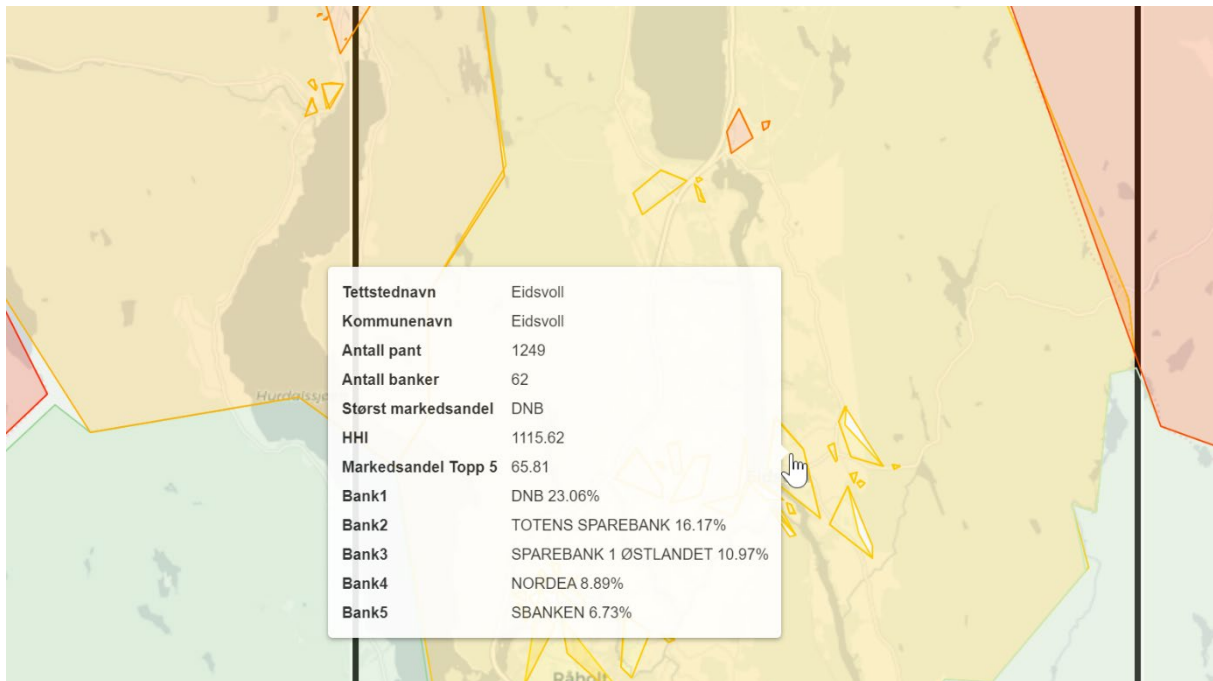 Tettstednavn Eidsvoll
Kommunenavn Eidsvoll
Antall pant 1249
Antall banker 62
Størst markedsandel DNB
HHI 1115.62
Markedsandel Topp 5 65.81
Bank1 DNB 23.06%
Bank2 TOTENS SPAREBANK 16.17%
Bank3 SPAREBANK 1 ØSTLANDET 10.97%
Bank4 NORDEA 8.89%
Bank5 SBANKEN 6.73%
Hurdalssjø
Råholt